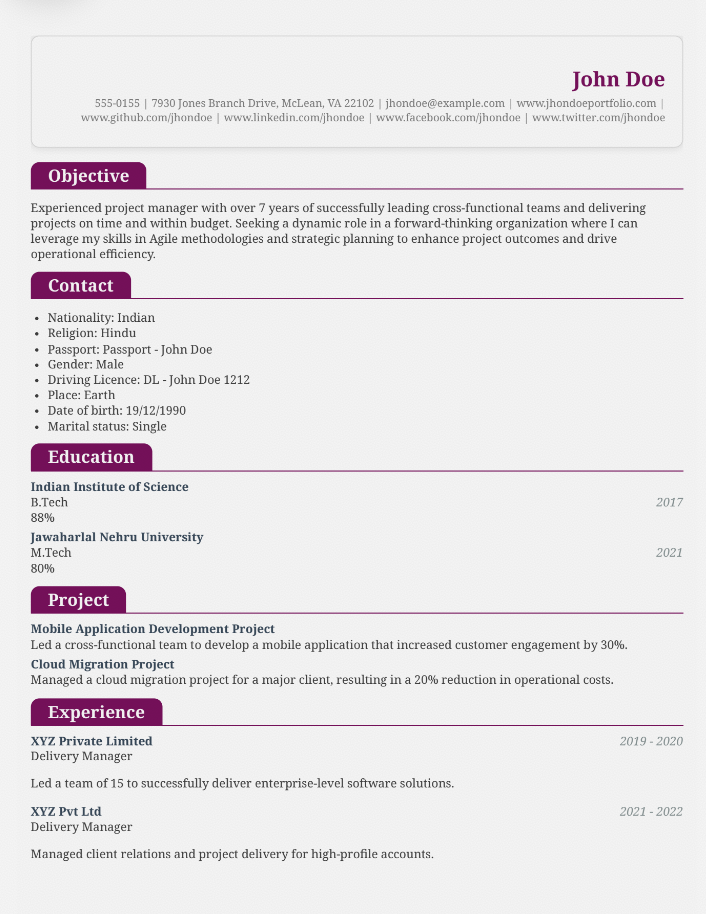 John Doe
555-0155 | 7930 Jones Branch Drive, McLean, VA 22102 | jhondoe@example.com | www.jhondoeportfolio.com |
www.github.com/jhondoe | www.linkedin.com/jhondoe | www.facebook.com/jhondoe | www.twitter.com/jhondoe
Objective
Experienced project manager with over 7 years of successfully leading cross-functional teams and delivering
projects on time and within budget. Seeking a dynamic role in a forward-thinking organization where I can
leverage my skills in Agile methodologies and strategic planning to enhance project outcomes and drive
operational efficiency.
Contact
• Nationality: Indian
• Religion: Hindu
• Passport: Passport - John Doe
• Gender: Male
• Driving Licence: DL - John Doe 1212
• Place: Earth
• Date of birth: 19/12/1990
• Marital status: Single
Education
Indian Institute of Science
B.Tech 2017
88%
Jawaharlal Nehru University
M.Tech 2021
80%
Project
Mobile Application Development Project
Led a cross-functional team to develop a mobile application that increased customer engagement by 30%.
Cloud Migration Project
Managed a cloud migration project for a major client, resulting in a 20% reduction in operational costs.
Experience
XYZ Private Limited 2019 - 2020
Delivery Manager
Led a team of 15 to successfully deliver enterprise-level software solutions.
XYZ Pvt Ltd 2021 - 2022
Delivery Manager
Managed client relations and project delivery for high-profile accounts.